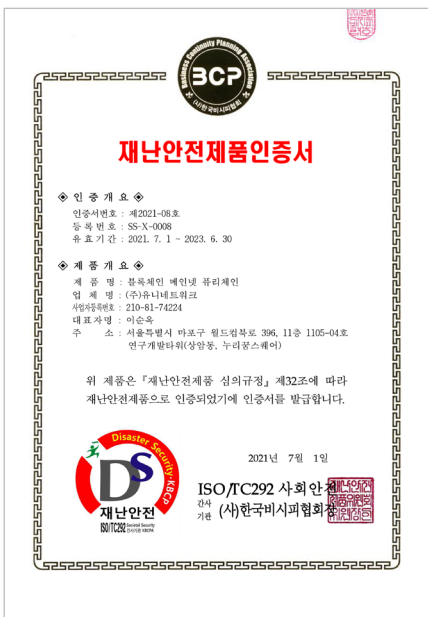 Business Continuity Planning Association
BCP
(사)한국비시피협회
재난안전제품인증서
◈ 인 증 개 요 ◈
인증서번호 : 제2021-08호
등 록 번 호 : SS-X-0008
유 효 기 간 : 2021. 7. 1 ~ 2023. 6. 30
◈ 제 품 개 요 ◈
제 품 명 : 블록체인 메인넷 퓨리체인
업 체 명 : (주)유니네트워크
사업자등록번호 : 210-81-74224
대 표 자 명 : 이순옥
주 소 : 서울특별시 마포구 월드컵북로 396, 11층 1105-04호
연구개발타워(상암동, 누리꿈스퀘어)
위 제품은 『재난안전제품 심의규정』 제32조에 따라
재난안전제품으로 인증되었기에 인증서를 발급합니다.
Disaster Security-KBCP
DS
재난안전
ISO/TC292 Societal Security
간사기관 KBCPA
2021년 7월 1일
ISO/TC292 사회안전
간사
기관 (사)한국비시피협회장